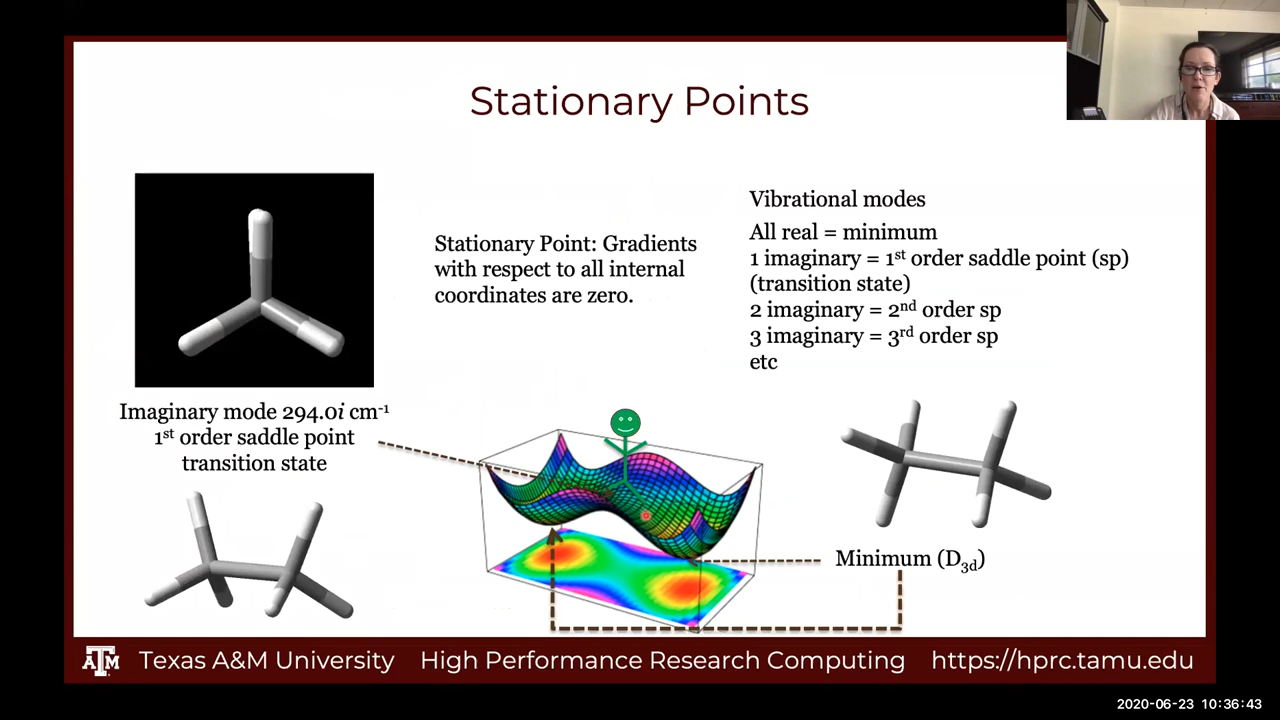 Stationary Points
Stationary Point: Gradients
with respect to all internal
coordinates are zero.
Vibrational modes
All real = minimum
1 imaginary = 1st order saddle point (sp)
(transition state)
2 imaginary = 2nd order sp
3 imaginary = 3rd order sp
etc
Imaginary mode 294.0i cm-1
1st order saddle point
transition state
Minimum (D3d)
ATM Texas A&M University High Performance Research Computing https://hprc.tamu.edu
2020-06-23 10:36:43